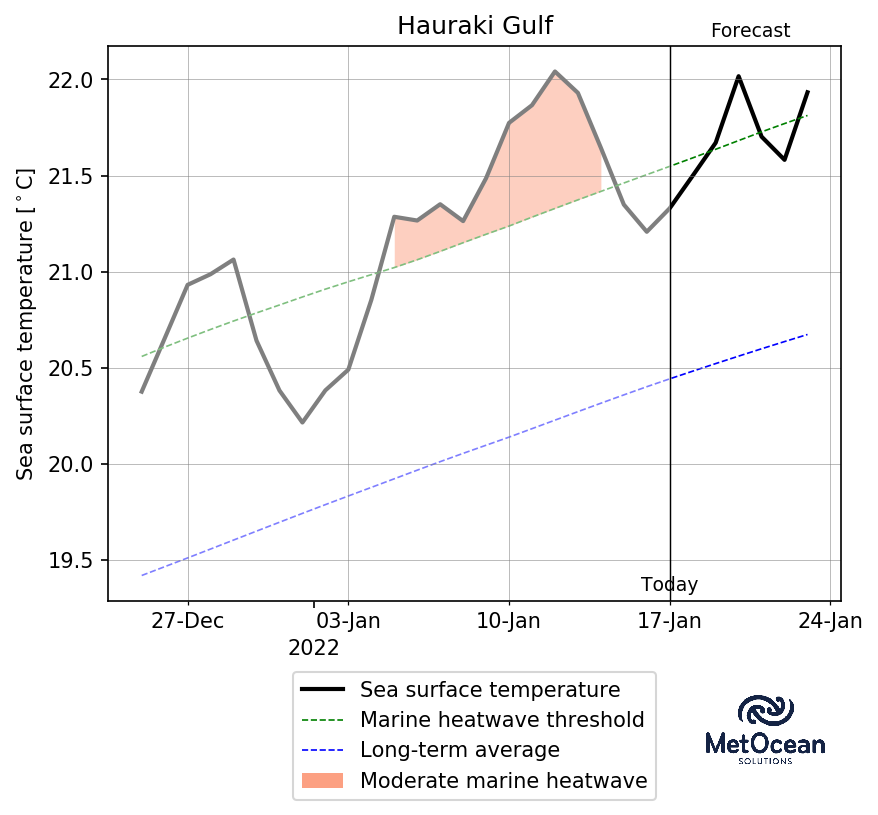 Hauraki Gulf
Forecast
Sea surface temperature [°C]
22.0
21.5
21.0
20.5
20.0
19.5
Today
27-Dec 03-Jan 10-Jan 17-Jan 24-Jan
2022
Sea surface temperature
Marine heatwave threshold
Long-term average
Moderate marine heatwave
MetOcean
SOLUTIONS